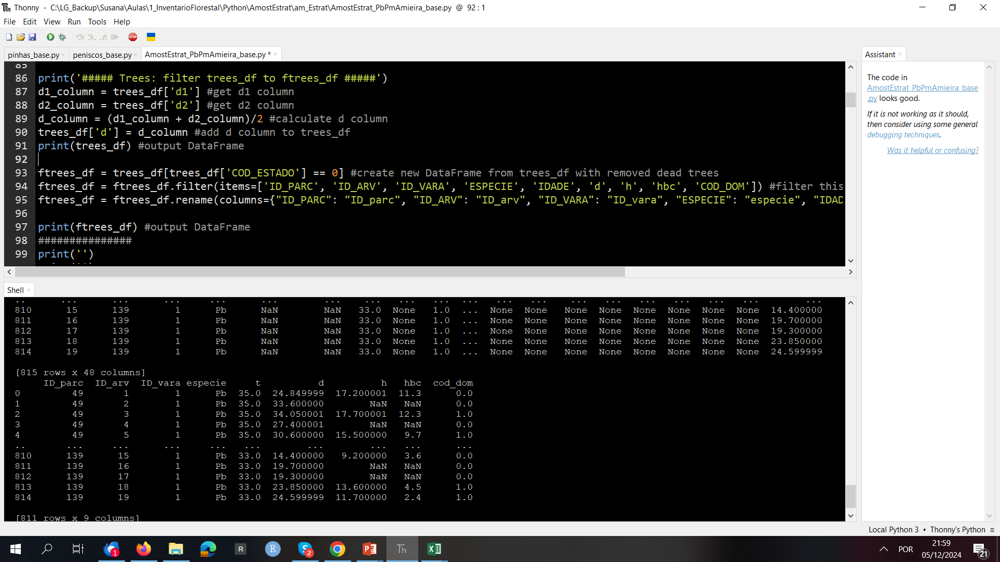 Thonny - C:\LG_Backup\Susana\Aulas\1_InventarioFlorestal\Python\AmostEstrat\am_Estrat\AmostEstrat_PbPmAmieira_base.py @ 92 : 1
File Edit View Run Tools Help
pinhas_base.py peniscos_base.py AmostEstrat_PbPmAmieira_base.py *
85
86 print('##### Trees: filter trees_df to ftrees_df #####')
87 d1_column = trees_df['d1'] #get d1 column
88 d2_column = trees_df['d2'] #get d2 column
89 d_column = (d1_column + d2_column)/2 #calculate d column
90 trees_df['d'] = d_column #add d column to trees_df
91 print(trees_df) #output DataFrame
92
93 ftrees_df = trees_df[trees_df['COD_ESTADO'] == 0] #create new DataFrame from trees_df with removed dead trees
94 ftrees_df = ftrees_df.filter(items=['ID_PARC', 'ID_ARV', 'ID_VARA', 'ESPECIE', 'IDADE', 'd', 'h', 'hbc', 'COD_DOM']) #filter this
95 ftrees_df = ftrees_df.rename(columns={"ID_PARC": "ID_parc", "ID_ARV": "ID_arv", "ID_VARA": "ID_vara", "ESPECIE": "especie", "IDAD
96
97 print(ftrees_df) #output DataFrame
98 ###############
99 print('')
Shell
.. ... ... ... ... ... ... ... ... ... ... ... ... ... ... ... ... ... ... ...
810 15 139 1 Pb NaN NaN 33.0 None 1.0 ... None None None None None None None None 14.400000
811 16 139 1 Pb NaN NaN 33.0 None 1.0 ... None None None None None None None None 19.700000
812 17 139 1 Pb NaN NaN 33.0 None 1.0 ... None None None None None None None None 19.300000
813 18 139 1 Pb NaN NaN 33.0 None 1.0 ... None None None None None None None None 23.850000
814 19 139 1 Pb NaN NaN 33.0 None 1.0 ... None None None None None None None None 24.599999
[815 rows x 48 columns]
ID_parc ID_arv ID_vara especie t d h hbc cod_dom
0 49 1 1 Pb 35.0 24.849999 17.200001 11.3 0.0
1 49 2 1 Pb 35.0 33.600000 NaN NaN 0.0
2 49 3 1 Pb 35.0 34.050001 17.700001 12.3 1.0
3 49 4 1 Pb 35.0 27.400001 NaN NaN 0.0
4 49 5 1 Pb 35.0 30.600000 15.500000 9.7 1.0
.. ... ... ... ... ... ... ... ... ...
810 139 15 1 Pb 33.0 14.400000 9.200000 3.6 0.0
811 139 16 1 Pb 33.0 19.700000 NaN NaN 0.0
812 139 17 1 Pb 33.0 19.300000 NaN NaN 0.0
813 139 18 1 Pb 33.0 23.850000 13.600000 4.5 1.0
814 139 19 1 Pb 33.0 24.599999 11.700000 2.4 1.0
[811 rows x 9 columns]
Assistant
The code in
AmostEstrat_PbPmAmieira_base
.py looks good.
If it is not working as it should,
then consider using some general
debugging techniques.
Was it helpful or confusing?
Local Python 3 • Thonny's Python
POR
21:59
05/12/2024
21